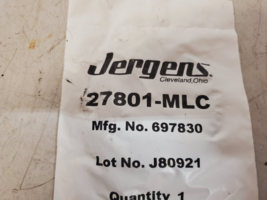 Jergens
Cleveland, Ohio
27801-MLC
Mfg. No. 697830
Lot No. J80921
Quantity 1